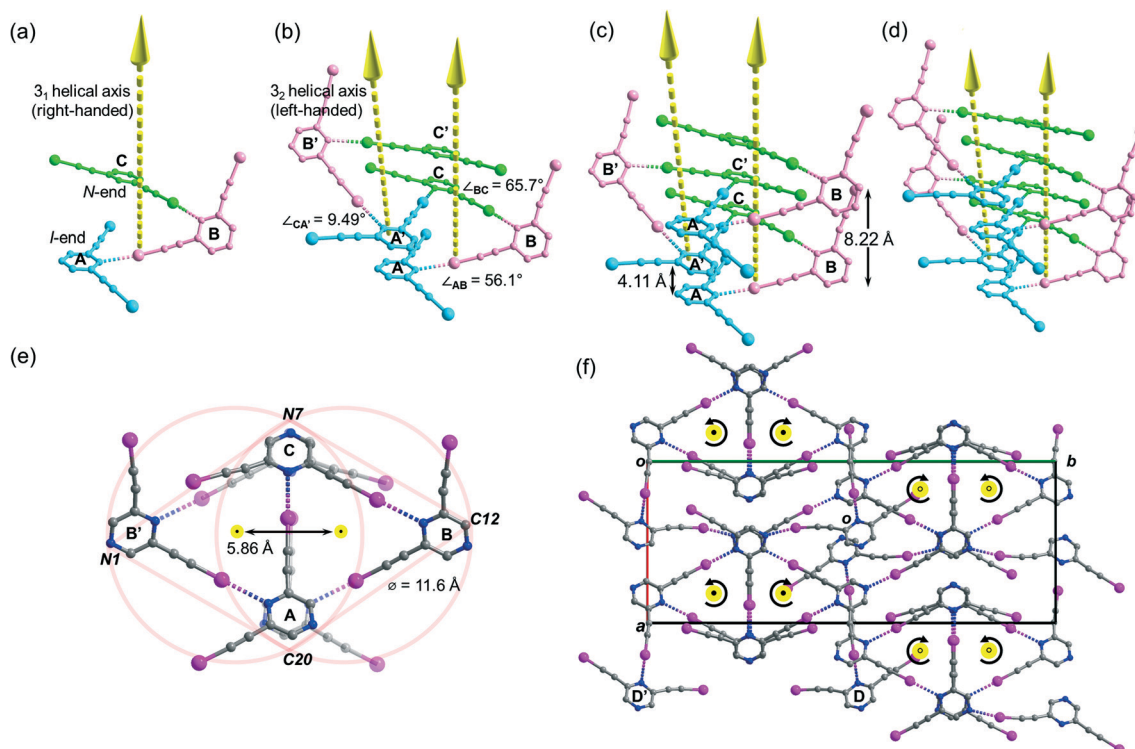 (a)
3₁ helical axis
(right-handed)
C
N-end
I-end
A
B
(b)
3₂ helical axis
(left-handed)
B'
C'
C
∠BC = 65.7°
∠CA' = 9.49°
A'
A
B
∠AB = 56.1°
(c)
B'
C'
C
B
A
8.22 Å
A'
B
4.11 Å
A
(d)
(e)
N7
C
B'
B
C12
N1
5.86 Å
ø = 11.6 Å
A
C20
(f)
o
b
o
a
D'
D